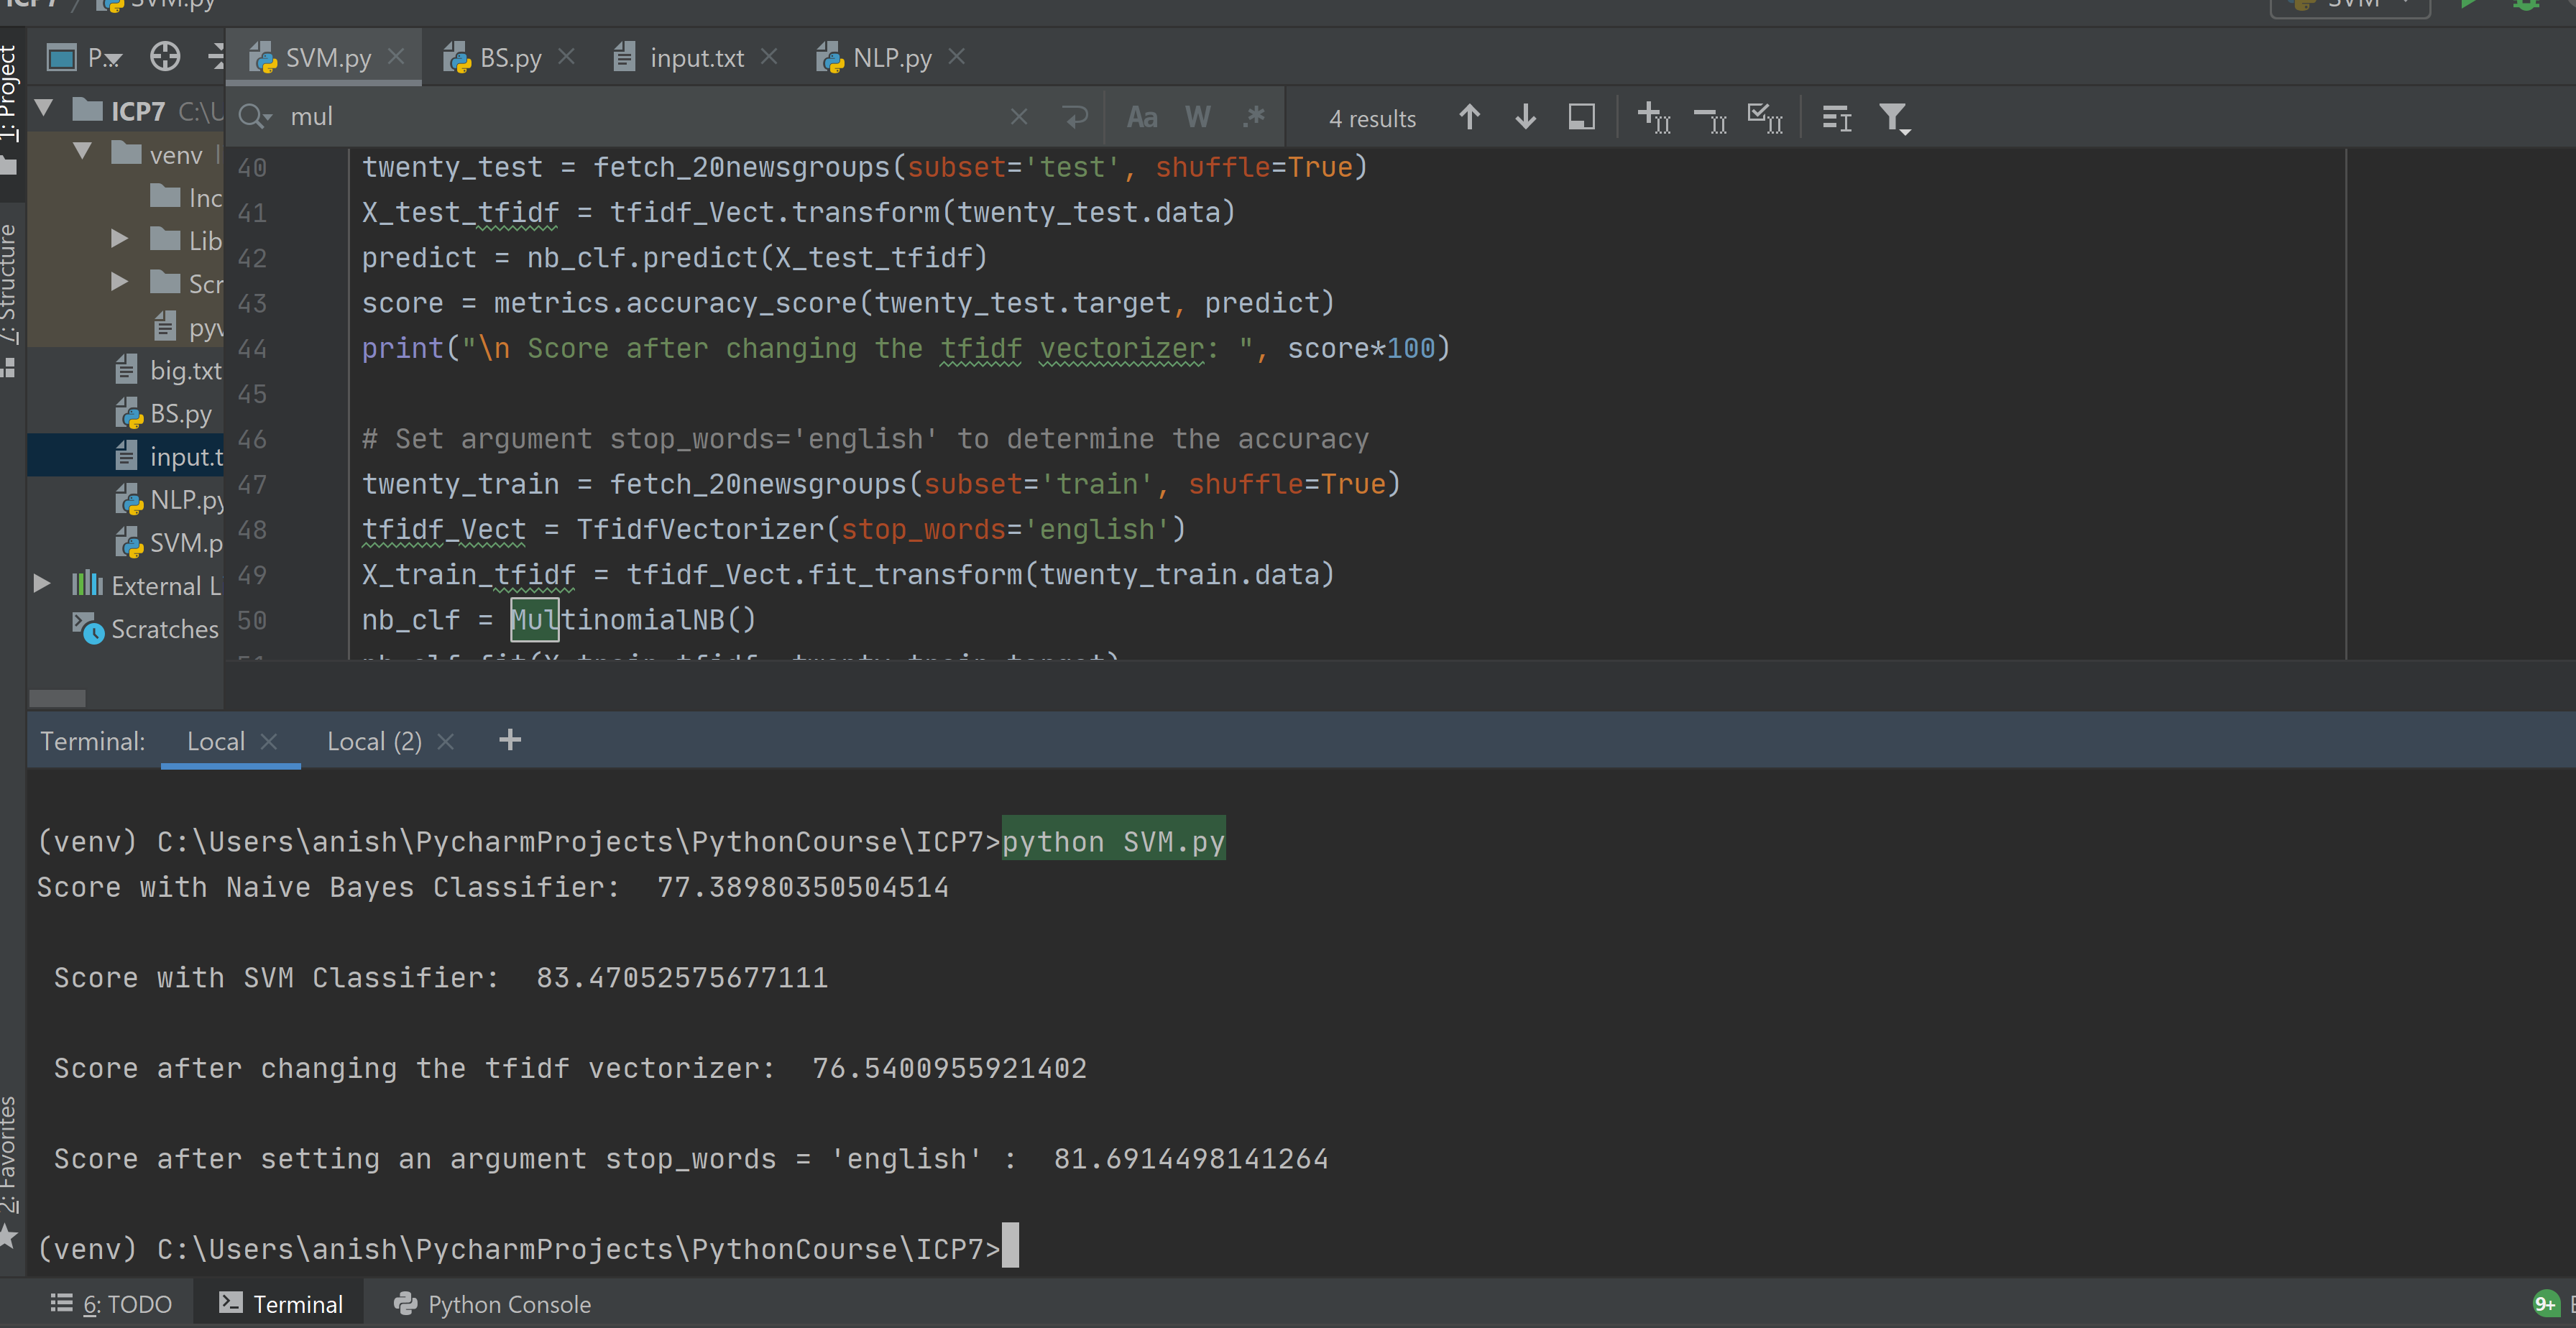 SVM.py
SVM
P...
SVM.py
BS.py
input.txt
NLP.py
1: Project
7: Structure
2: Favorites
ICP7 C:\U
venv
Inc
Lib
Scr
pyv
big.txt
BS.py
input.t
NLP.py
SVM.p
External L
Scratches
mul
Aa
W
.*
4 results
40 twenty_test = fetch_20newsgroups(subset='test', shuffle=True)
41 X_test_tfidf = tfidf_Vect.transform(twenty_test.data)
42 predict = nb_clf.predict(X_test_tfidf)
43 score = metrics.accuracy_score(twenty_test.target, predict)
44 print("\n Score after changing the tfidf vectorizer: ", score*100)
45
46 # Set argument stop_words='english' to determine the accuracy
47 twenty_train = fetch_20newsgroups(subset='train', shuffle=True)
48 tfidf_Vect = TfidfVectorizer(stop_words='english')
49 X_train_tfidf = tfidf_Vect.fit_transform(twenty_train.data)
50 nb_clf = MultinomialNB()
Terminal:
Local
Local (2)
(venv) C:\Users\anish\PycharmProjects\PythonCourse\ICP7>python SVM.py
Score with Naive Bayes Classifier:  77.38980350504514
Score with SVM Classifier:  83.47052575677111
Score after changing the tfidf vectorizer:  76.5400955921402
Score after setting an argument stop_words = 'english' :  81.6914498141264
(venv) C:\Users\anish\PycharmProjects\PythonCourse\ICP7>
6: TODO
Terminal
Python Console
9+